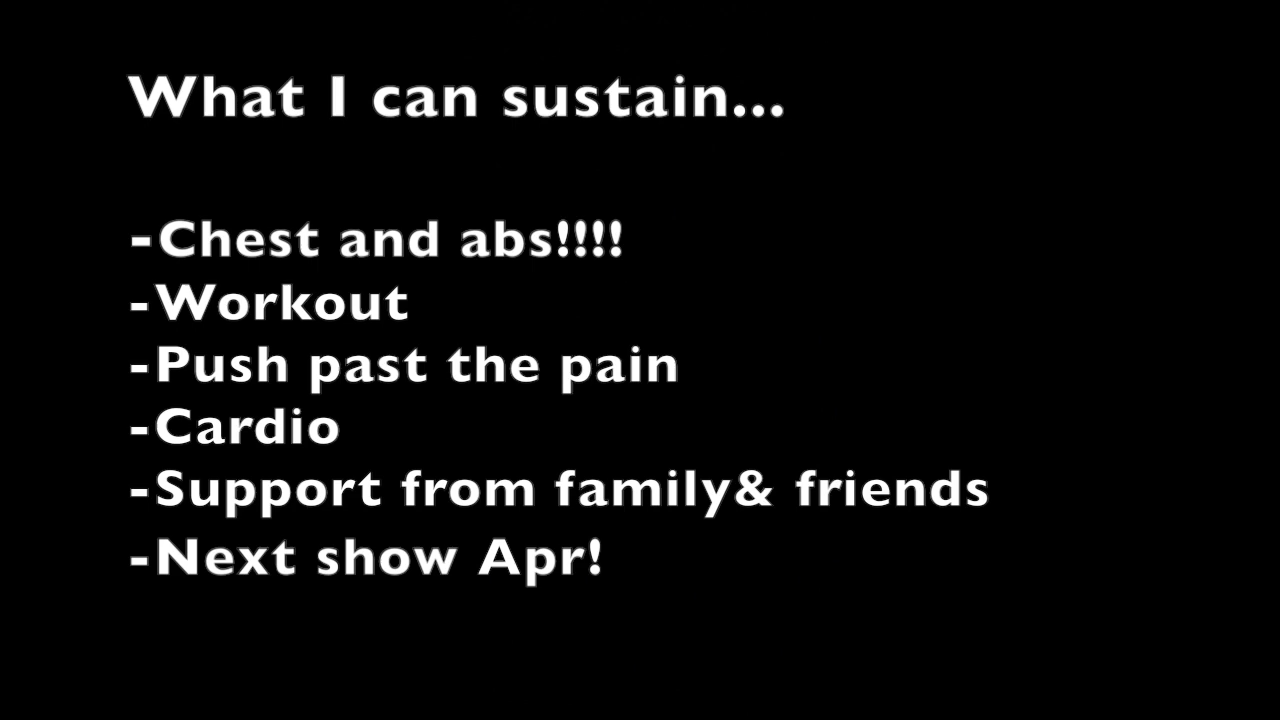 What I can sustain...
-Chest and abs!!!!
-Workout
-Push past the pain
-Cardio
-Support from family& friends
-Next show Apr!